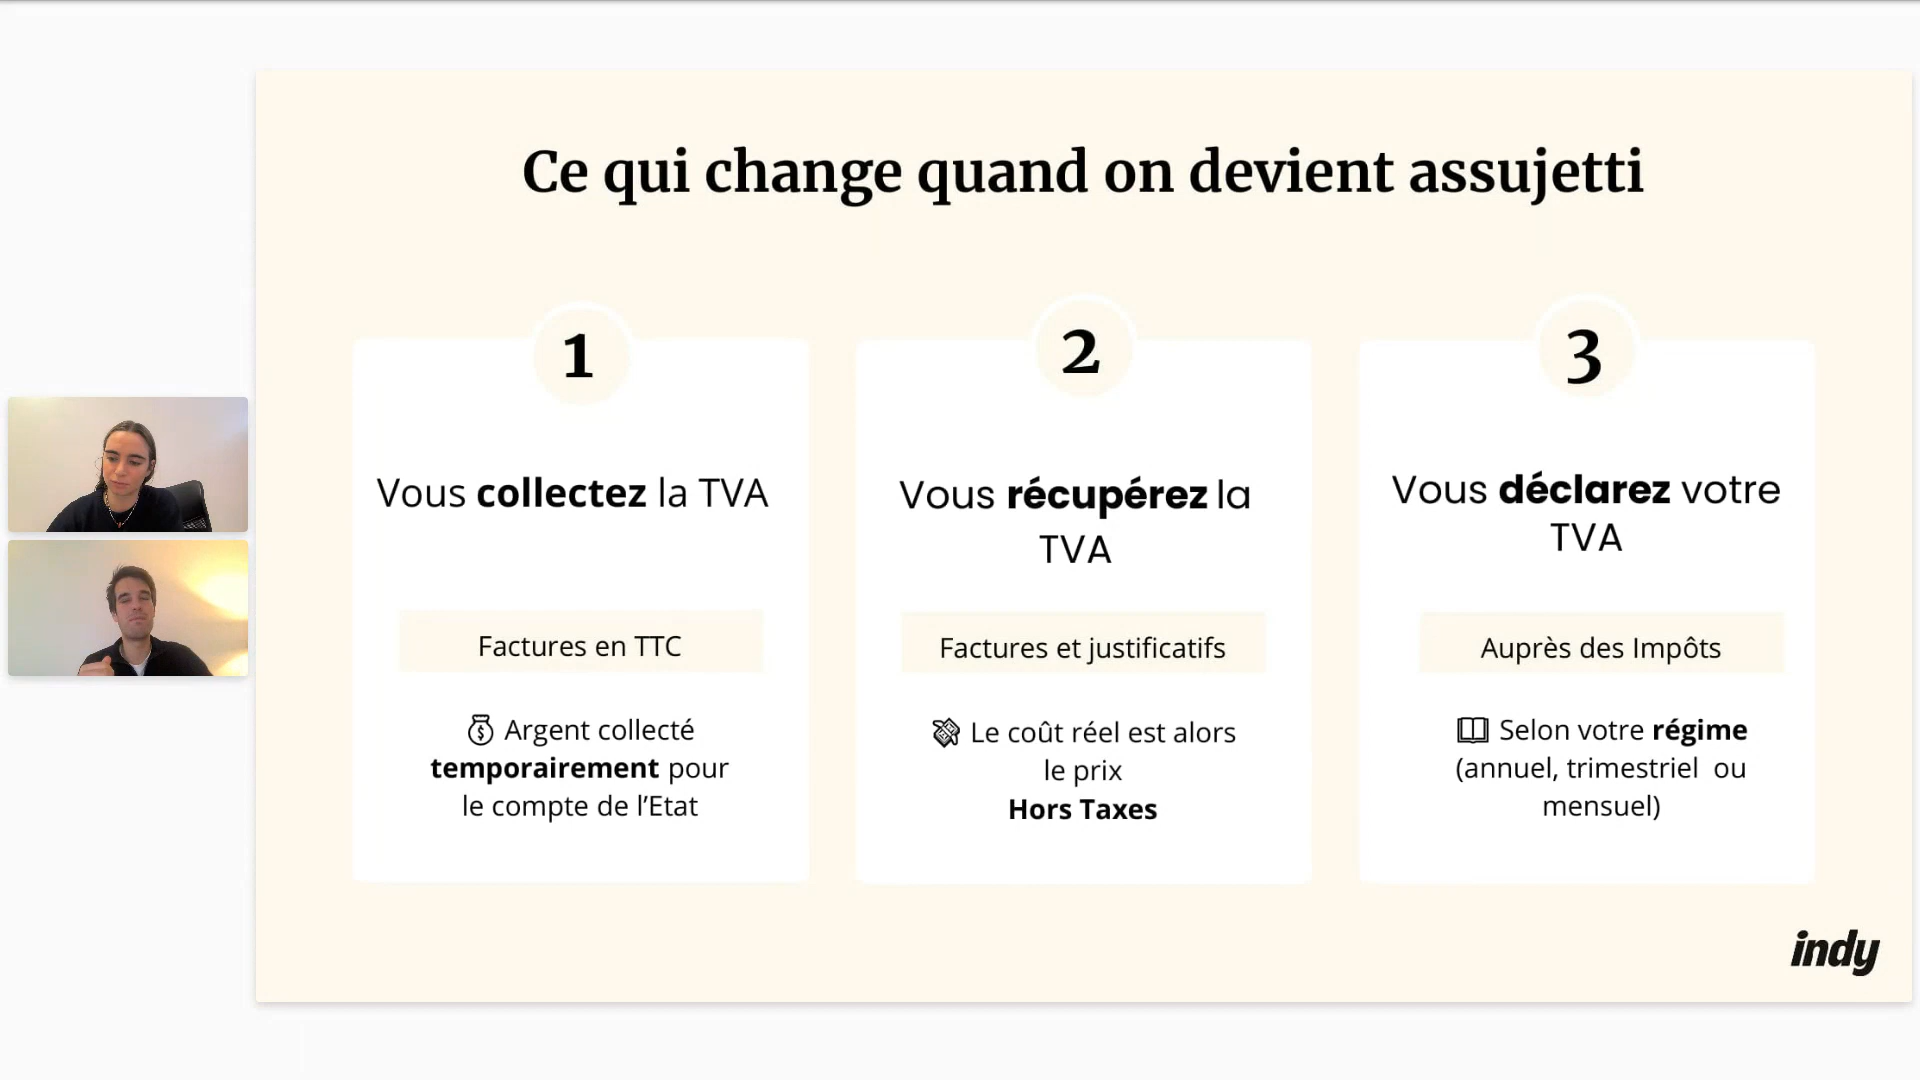 Ce qui change quand on devient assujetti
1
Vous collectez la TVA
Factures en TTC
Argent collecté
temporairement pour
le compte de l’Etat
2
Vous récupérez la
TVA
Factures et justificatifs
Le coût réel est alors
le prix
Hors Taxes
3
Vous déclarez votre
TVA
Auprès des Impôts
Selon votre régime
(annuel, trimestriel ou
mensuel)
indy